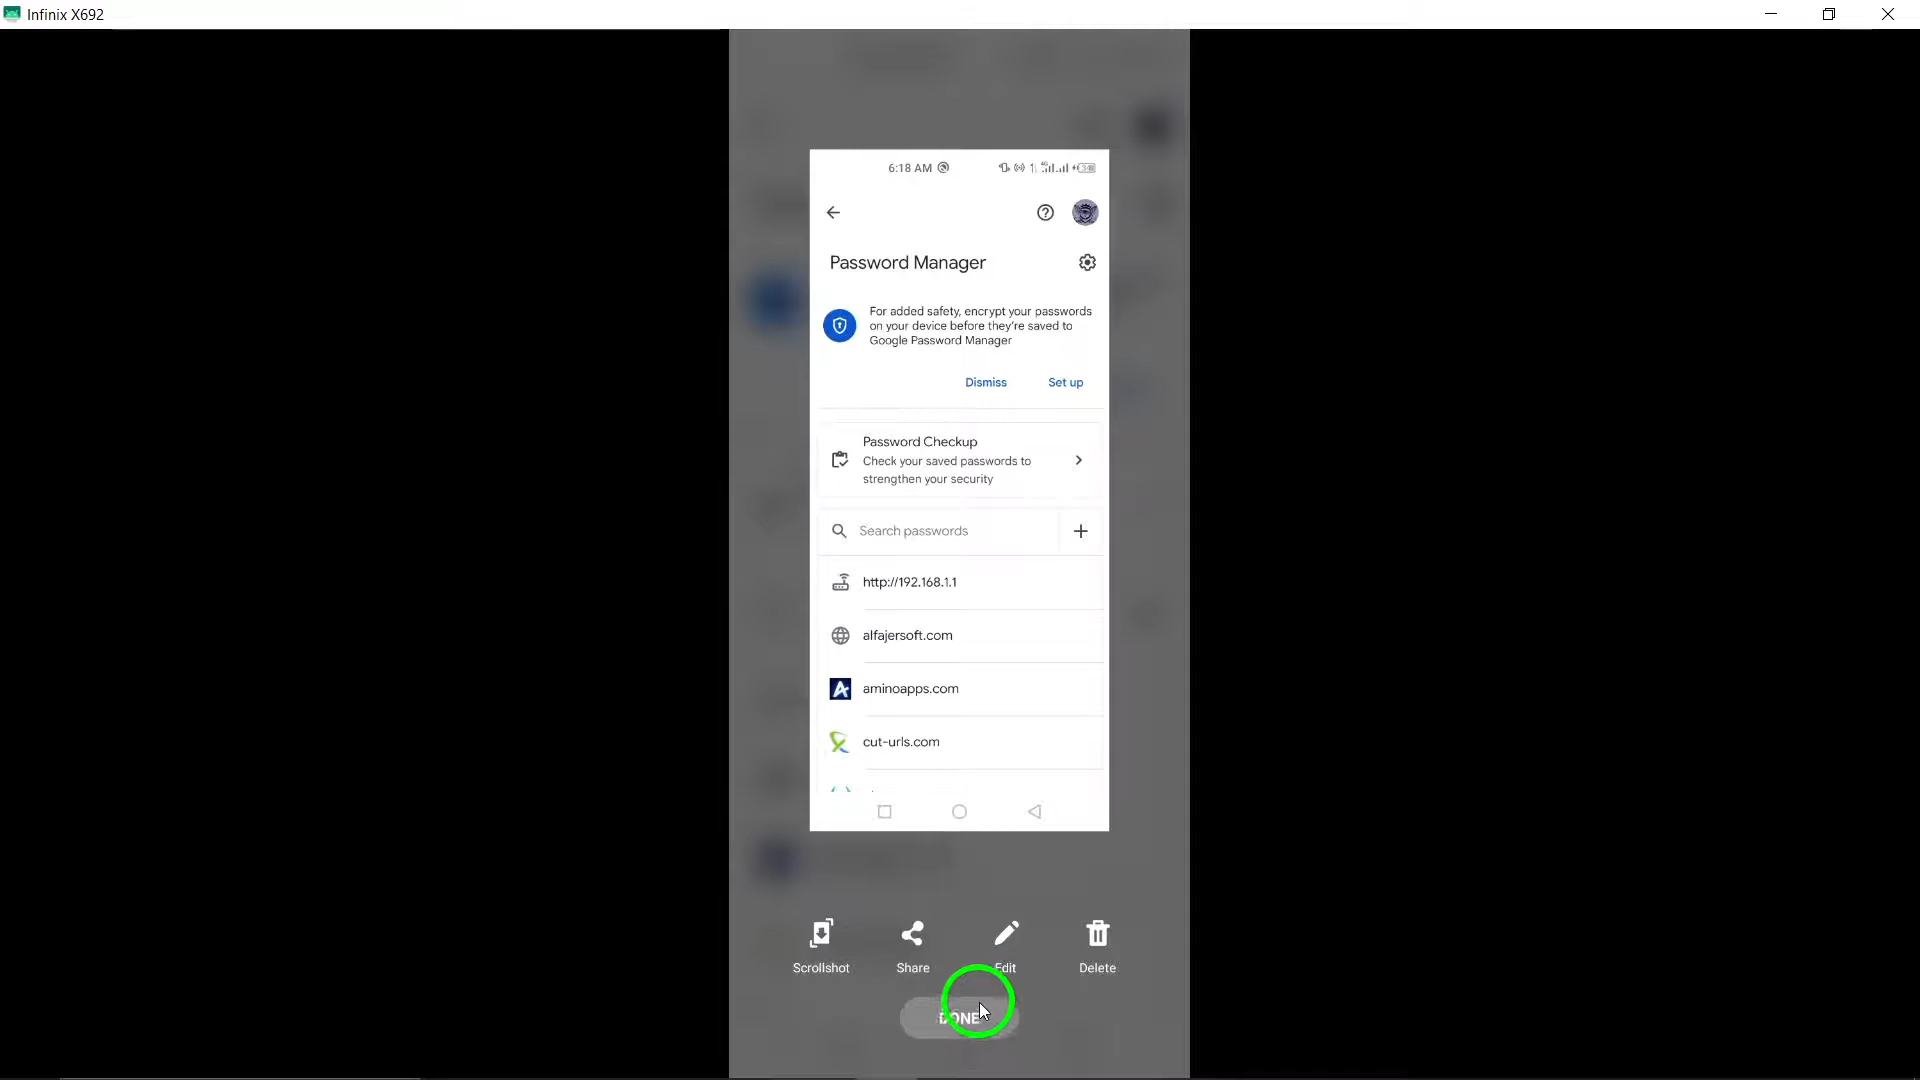 Infinix X692
6:18 AM
Password Manager
For added safety, encrypt your passwords
on your device before they're saved to
Google Password Manager
Dismiss
Set up
Password Checkup
Check your saved passwords to
strengthen your security
Search passwords
http://192.168.1.1
alfajersoft.com
aminoapps.com
cut-urls.com
Scrollshot
Share
Edit
Delete
DONE